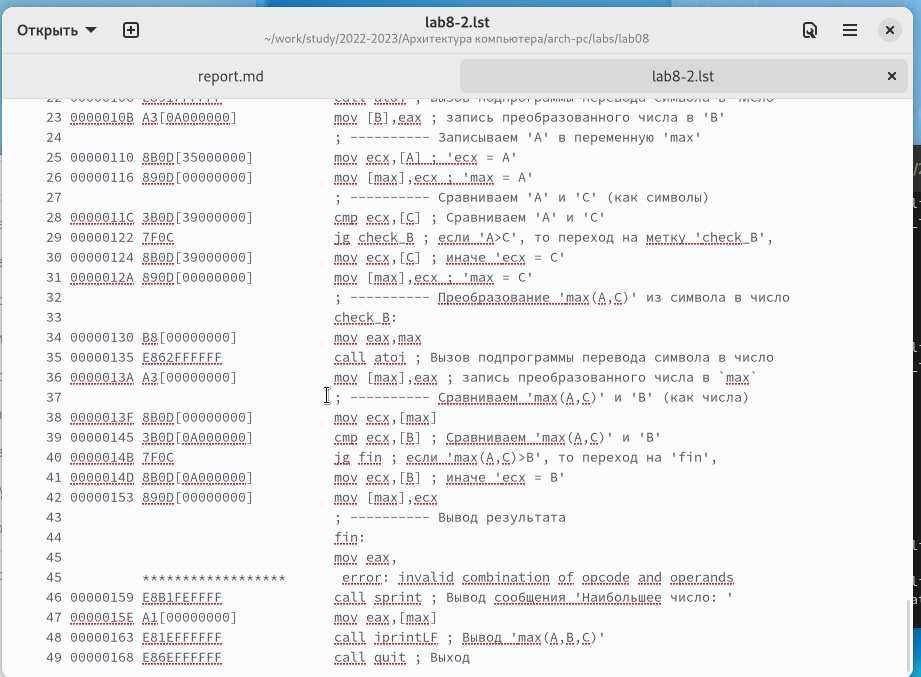 Открыть
lab8-2.lst
~/work/study/2022-2023/Архитектура компьютера/arch-pc/labs/lab08
report.md
lab8-2.lst
call atoi ; Вызов подпрограммы перевода символа в число
23 0000010B A3[0A000000] mov [B],eax ; запись преобразованного числа в 'B'
24 ; ---------- Записываем 'A' в переменную 'max'
25 00000110 8B0D[35000000] mov ecx,[A] ; 'ecx = A'
26 00000116 890D[00000000] mov [max],ecx ; 'max = A'
27 ; ---------- Сравниваем 'A' и 'С' (как символы)
28 0000011C 3B0D[39000000] cmp ecx,[C] ; Сравниваем 'A' и 'С'
29 00000122 7F0C jg check_B ; если 'A>C', то переход на метку 'check_B',
30 00000124 8B0D[39000000] mov ecx,[C] ; иначе 'ecx = C'
31 0000012A 890D[00000000] mov [max],ecx ; 'max = C'
32 ; ---------- Преобразование 'max(A,C)' из символа в число
33 check_B:
34 00000130 B8[00000000] mov eax,max
35 00000135 E862FFFFFF call atoi ; Вызов подпрограммы перевода символа в число
36 0000013A A3[00000000] mov [max],eax ; запись преобразованного числа в `max`
37 ; ---------- Сравниваем 'max(A,C)' и 'B' (как числа)
38 0000013F 8B0D[00000000] mov ecx,[max]
39 00000145 3B0D[0A000000] cmp ecx,[B] ; Сравниваем 'max(A,C)' и 'B'
40 0000014B 7F0C jg fin ; если 'max(A,C)>B', то переход на 'fin',
41 0000014D 8B0D[0A000000] mov ecx,[B] ; иначе 'ecx = B'
42 00000153 890D[00000000] mov [max],ecx
43 ; ---------- Вывод результата
44 fin:
45 mov eax,
45 ****************** error: invalid combination of opcode and operands
46 00000159 E8B1FEFFFF call sprint ; Вывод сообщения 'Наибольшее число: '
47 0000015E A1[00000000] mov eax,[max]
48 00000163 E81EFFFFFF call iprintLF ; Вывод 'max(A,B,C)'
49 00000168 E86EFFFFFF call quit ; Выход